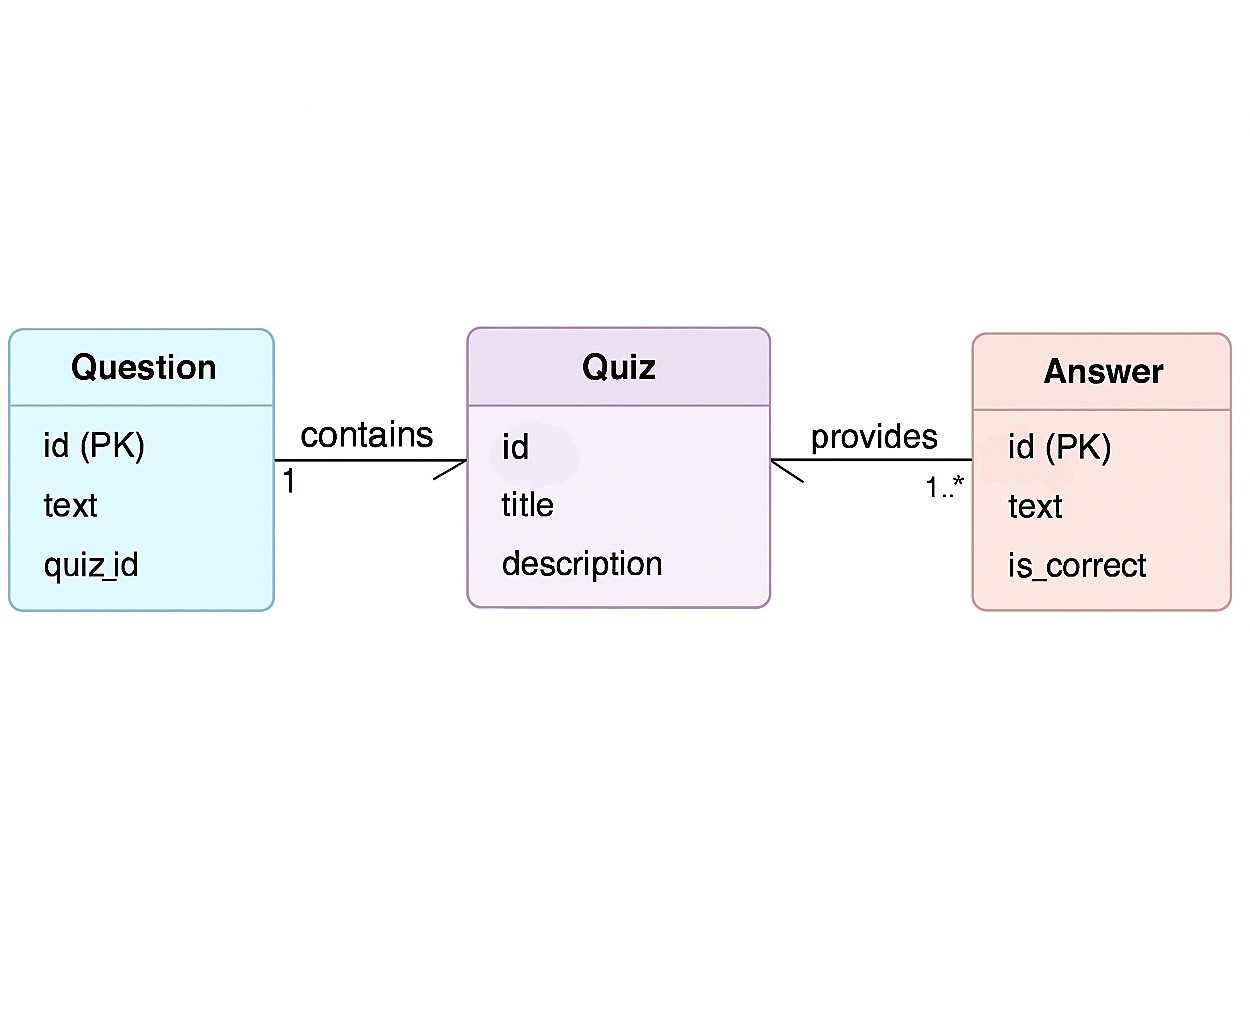 Question
id (PK)
text
quiz_id
contains
1
Quiz
id
title
description
provides
1..*
Answer
id (PK)
text
is_correct